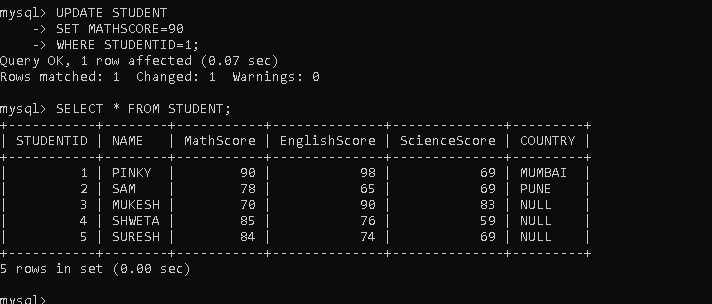 mysql> UPDATE STUDENT
    -> SET MATHSCORE=90
    -> WHERE STUDENTID=1;
Query OK, 1 row affected (0.07 sec)
Rows matched: 1  Changed: 1  Warnings: 0

mysql> SELECT * FROM STUDENT;
+-----------+--------+-----------+--------------+--------------+---------+
| STUDENTID | NAME   | MathScore | EnglishScore | ScienceScore | COUNTRY |
+-----------+--------+-----------+--------------+--------------+---------+
|         1 | PINKY  |        90 |           98 |           69 | MUMBAI  |
|         2 | SAM    |        78 |           65 |           69 | PUNE    |
|         3 | MUKESH |        70 |           90 |           83 | NULL    |
|         4 | SHWETA |        85 |           76 |           59 | NULL    |
|         5 | SURESH |        84 |           74 |           69 | NULL    |
+-----------+--------+-----------+--------------+--------------+---------+
5 rows in set (0.00 sec)

mysql>